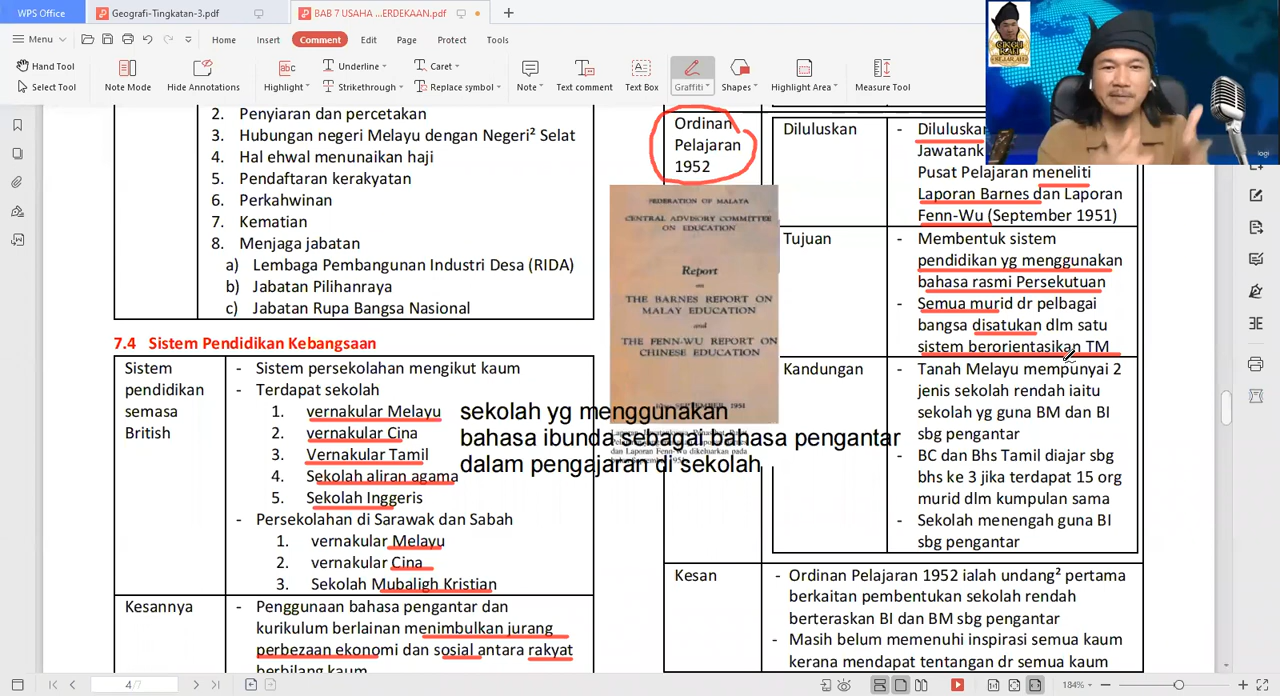 WPS Office
Geografi-Tingkatan-3.pdf
BAB 7 USAHA ...ERDEKAAN.pdf
Menu
Home
Insert
Comment
Edit
Page
Protect
Tools
Hand Tool
Select Tool
Note Mode
Hide Annotations
Highlight
Underline
Strikethrough
Caret
Replace symbol
Note
Text comment
Text Box
Graffiti
Shapes
Highlight Area
Measure Tool
2. Penyiaran dan percetakan
3. Hubungan negeri Melayu dengan Negeri² Selat
4. Hal ehwal menunaikan haji
5. Pendaftaran kerakyatan
6. Perkahwinan
7. Kematian
8. Menjaga jabatan
a) Lembaga Pembangunan Industri Desa (RIDA)
b) Jabatan Pilihanraya
c) Jabatan Rupa Bangsa Nasional
7.4 Sistem Pendidikan Kebangsaan
Sistem
pendidikan
semasa
British
- Sistem persekolahan mengikut kaum
- Terdapat sekolah
1. vernakular Melayu
2. vernakular Cina
3. Vernakular Tamil
4. Sekolah aliran agama
5. Sekolah Inggeris
- Persekolahan di Sarawak dan Sabah
1. vernakular Melayu
2. vernakular Cina
3. Sekolah Mubaligh Kristian
Kesannya
- Penggunaan bahasa pengantar dan
kurikulum berlainan menimbulkan jurang
perbezaan ekonomi dan sosial antara rakyat
berbilang kaum
sekolah yg menggunakan
bahasa ibunda sebagai bahasa pengantar
dalam pengajaran di sekolah
Ordinan
Pelajaran
1952
FEDERATION OF MALAYA
CENTRAL ADVISORY COMMITTEE
ON EDUCATION
Report
on
THE BARNES REPORT ON
MALAY EDUCATION
and
THE FENN-WU REPORT ON
CHINESE EDUCATION
SEPTEMBER 1951
Diluluskan
- Diluluskan
Jawatank
Pusat Pelajaran meneliti
Laporan Barnes dan Laporan
Fenn-Wu (September 1951)
Tujuan
- Membentuk sistem
pendidikan yg menggunakan
bahasa rasmi Persekutuan
- Semua murid dr pelbagai
bangsa disatukan dlm satu
sistem berorientasikan TM
Kandungan
- Tanah Melayu mempunyai 2
jenis sekolah rendah iaitu
sekolah yg guna BM dan BI
sbg pengantar
- BC dan Bhs Tamil diajar sbg
bhs ke 3 jika terdapat 15 org
murid dlm kumpulan sama
- Sekolah menengah guna BI
sbg pengantar
Kesan
- Ordinan Pelajaran 1952 ialah undang² pertama
berkaitan pembentukan sekolah rendah
berteraskan BI dan BM sbg pengantar
- Masih belum memenuhi inspirasi semua kaum
kerana mendapat tentangan dr semua kaum
4/7
184%